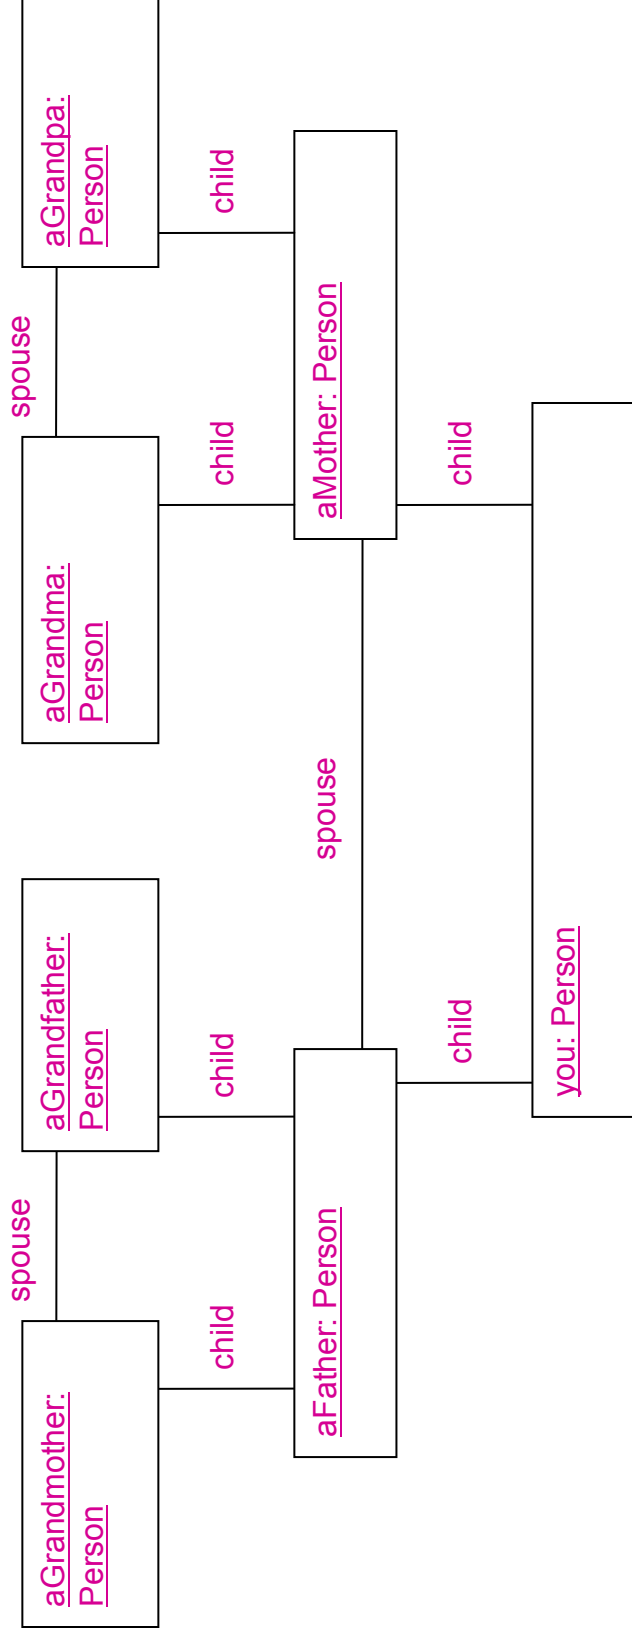 spouse
spouse
aGrandmother:
Person
aGrandfather:
Person
aGrandma:
Person
aGrandpa:
Person
child
child
child
child
spouse
aFather: Person
aMother: Person
child
child
you: Person